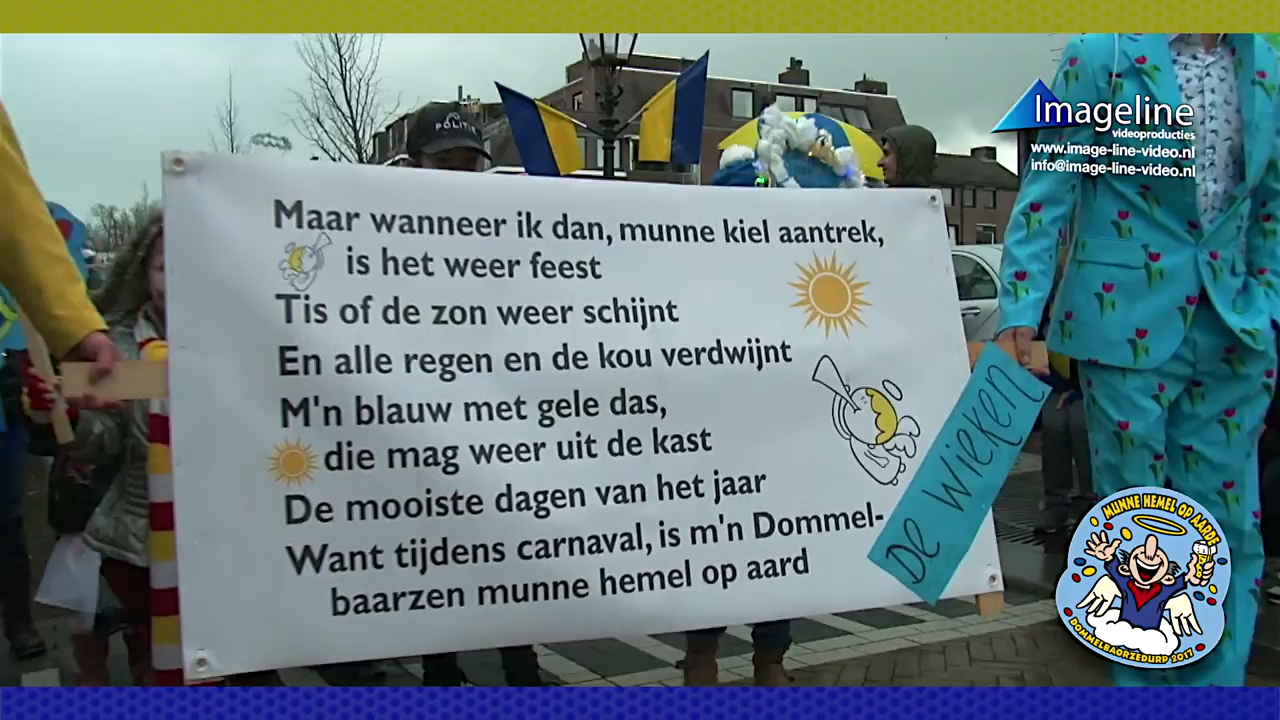 POLITIE
Imageline
videoproducties
www.image-line-video.nl
info@image-line-video.nl
Maar wanneer ik dan, munne kiel aantrek,
is het weer feest
Tis of de zon weer schijnt
En alle regen en de kou verdwijnt
M'n blauw met gele das,
die mag weer uit de kast
De mooiste dagen van het jaar
Want tijdens carnaval, is m'n Dommel-
baarzen munne hemel op aard
De Wieken
MUNNE HEMEL OP AARDE
DOMMELBAORZEDURP 2017